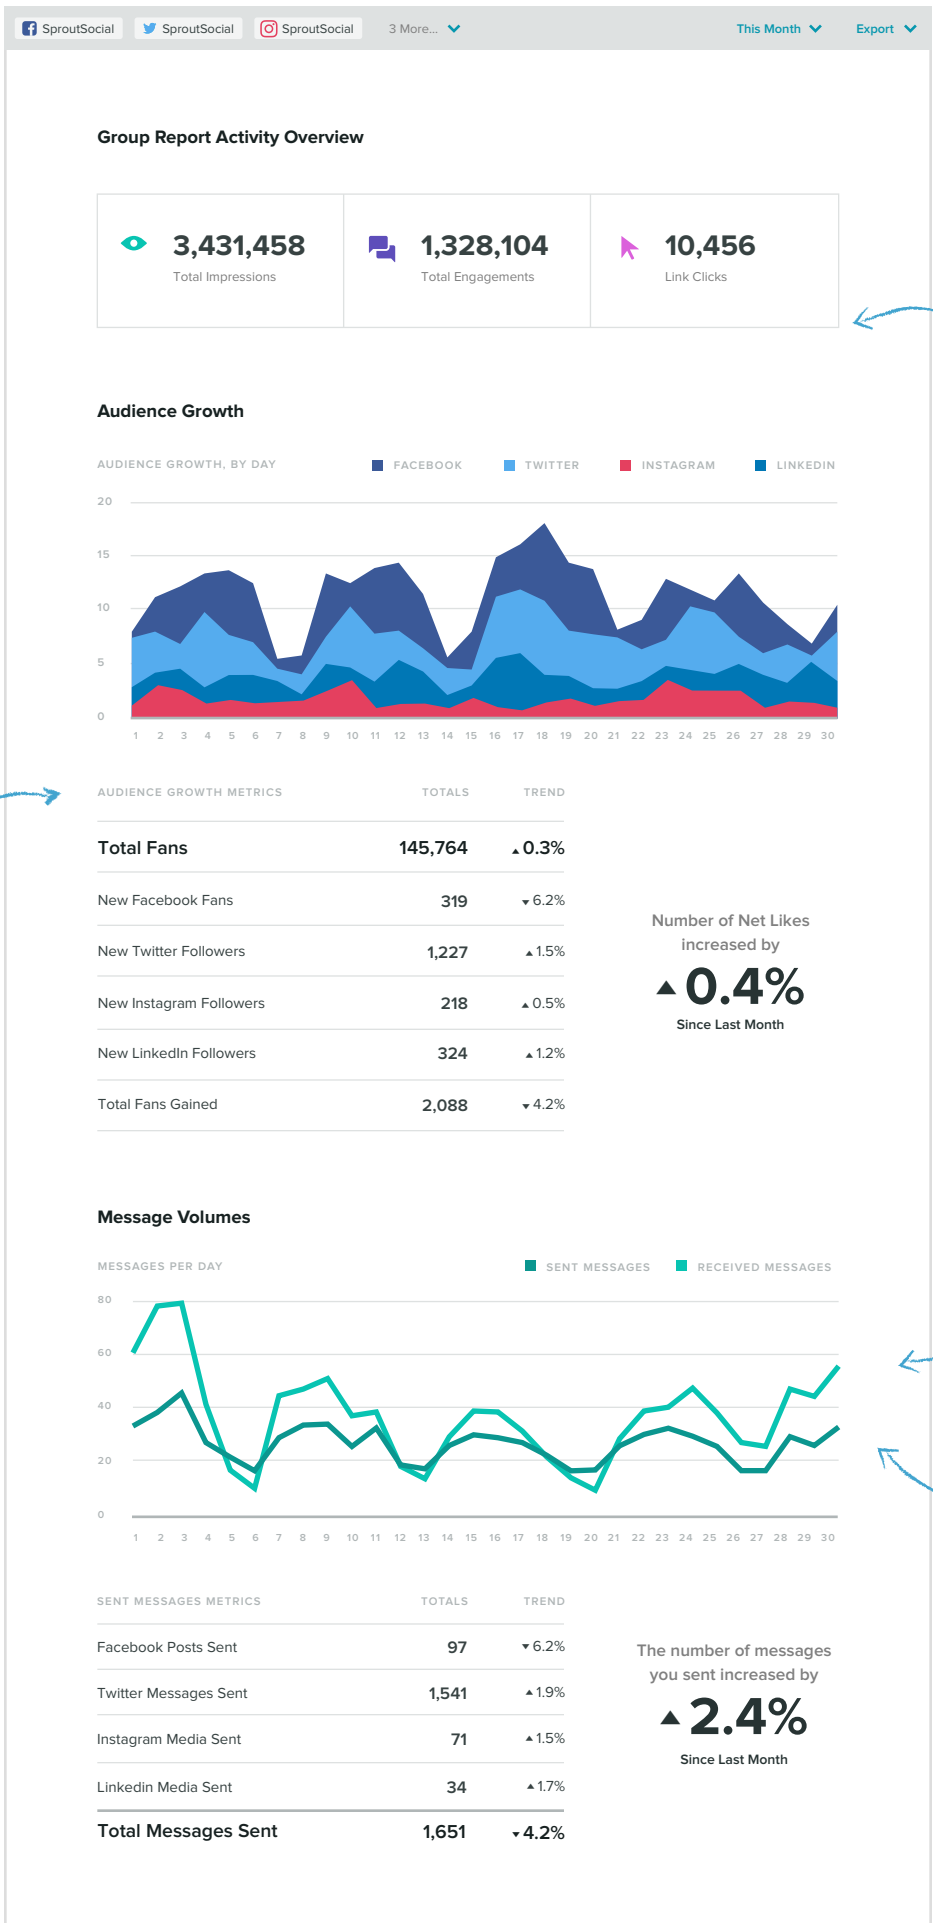 SproutSocial SproutSocial SproutSocial 3 More... This Month Export
Group Report Activity Overview
3,431,458 1,328,104 10,456
Total Impressions Total Engagements Link Clicks
Audience Growth
AUDIENCE GROWTH, BY DAY FACEBOOK TWITTER INSTAGRAM LINKEDIN
20
15
10
5
0
1 2 3 4 5 6 7 8 9 10 11 12 13 14 15 16 17 18 19 20 21 22 23 24 25 26 27 28 29 30
AUDIENCE GROWTH METRICS TOTALS TREND
Total Fans 145,764 ▲0.3%
New Facebook Fans 319 ▼6.2%
New Twitter Followers 1,227 ▲1.5%
New Instagram Followers 218 ▲0.5%
New LinkedIn Followers 324 ▲1.2%
Total Fans Gained 2,088 ▼4.2%
Number of Net Likes
increased by
▲0.4%
Since Last Month
Message Volumes
MESSAGES PER DAY SENT MESSAGES RECEIVED MESSAGES
80
60
40
20
0
1 2 3 4 5 6 7 8 9 10 11 12 13 14 15 16 17 18 19 20 21 22 23 24 25 26 27 28 29 30
SENT MESSAGES METRICS TOTALS TREND
Facebook Posts Sent 97 ▼6.2%
Twitter Messages Sent 1,541 ▲1.9%
Instagram Media Sent 71 ▲1.5%
Linkedin Media Sent 34 ▲1.7%
Total Messages Sent 1,651 ▼4.2%
The number of messages
you sent increased by
▲2.4%
Since Last Month